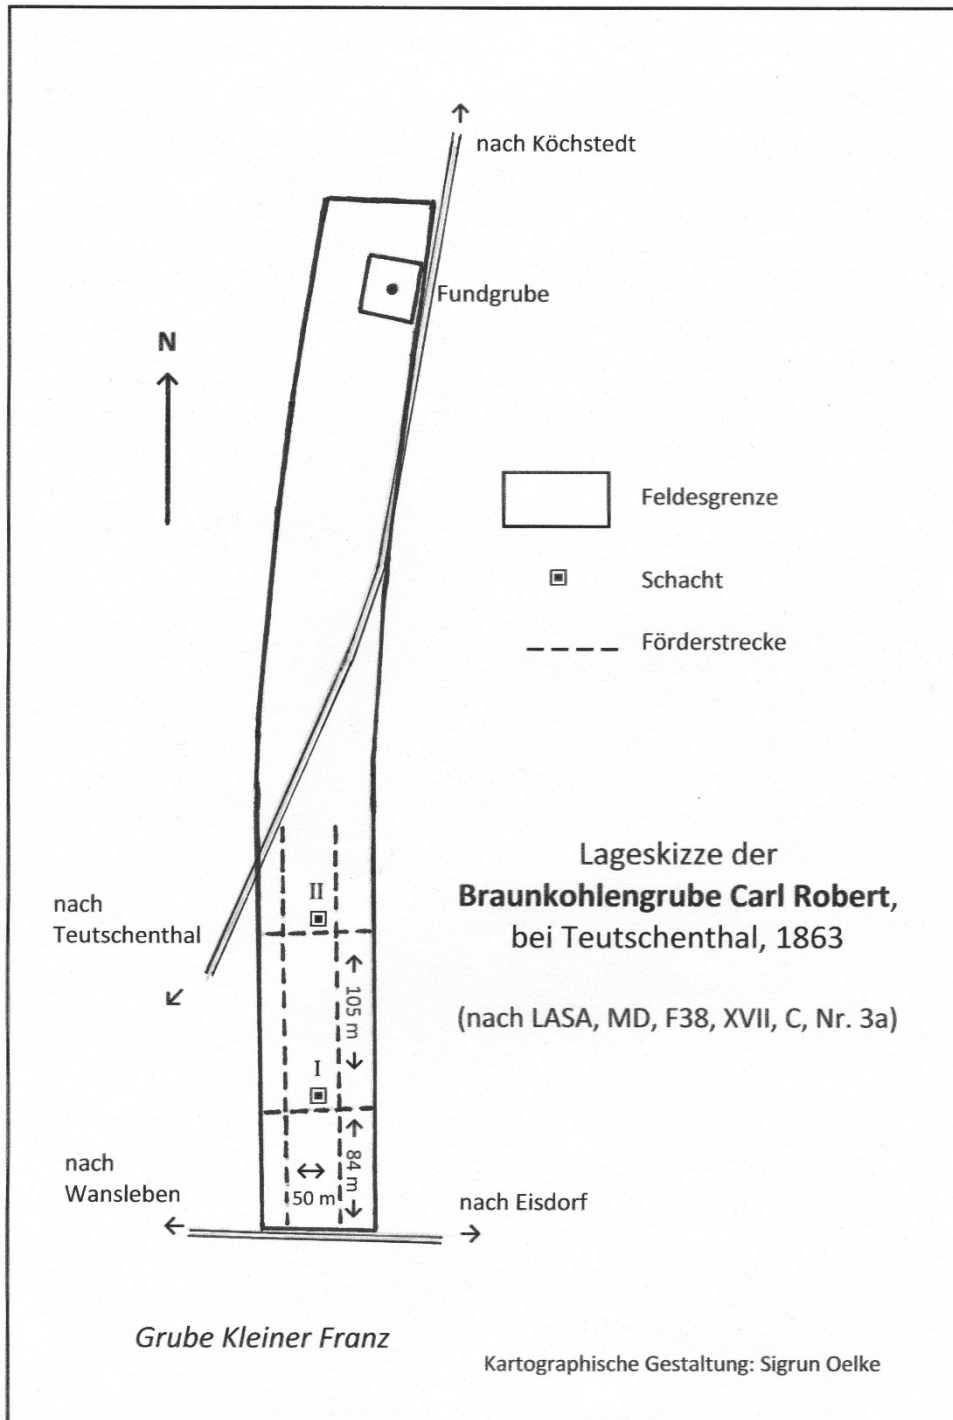 nach Köchstedt
Fundgrube
N
Feldesgrenze
Schacht
Förderstrecke
Lageskizze der
Braunkohlengrube Carl Robert,
bei Teutschenthal, 1863
(nach LASA, MD, F38, XVII, C, Nr. 3a)
nach
Teutschenthal
II
105 m
I
84 m
50 m
nach
Wansleben
nach Eisdorf
Grube Kleiner Franz
Kartographische Gestaltung: Sigrun Oelke